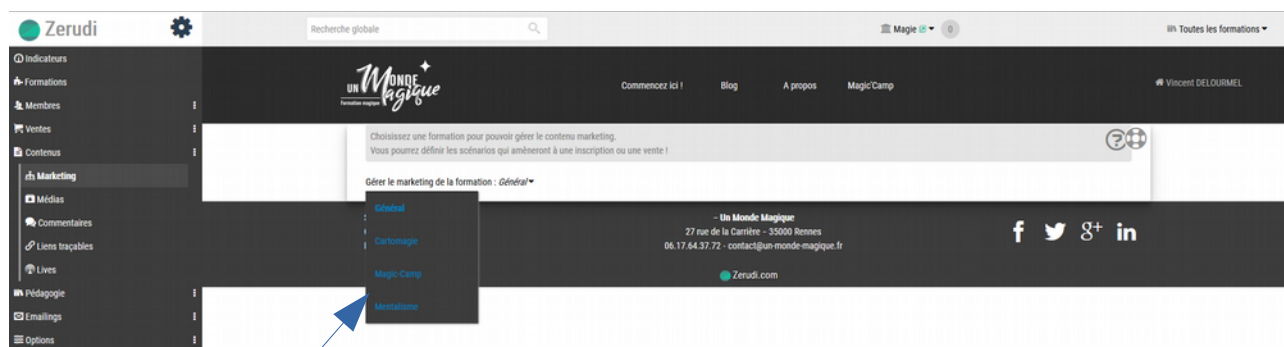 Zerudi
Recherche globale
Magie
0
Toutes les formations
Indicateurs
Formations
Membres
Ventes
Contenus
Marketing
Médias
Commentaires
Liens traçables
Lives
Pédagogie
Emailings
Options
UN MONDE
Magique
Formation magique
Commencez ici !
Blog
A propos
Magic'Camp
Vincent DELOURMEL
Choisissez une formation pour pouvoir gérer le contenu marketing.
Vous pourrez définir les scénarios qui amèneront à une inscription ou une vente !
Gérer le marketing de la formation : Général
Général
Cartomagie
Magic-Camp
Mentalisme
– Un Monde Magique
27 rue de la Carrière – 35000 Rennes
06.17.64.37.72 - contact@un-monde-magique.fr
Zerudi.com
f
g+
in